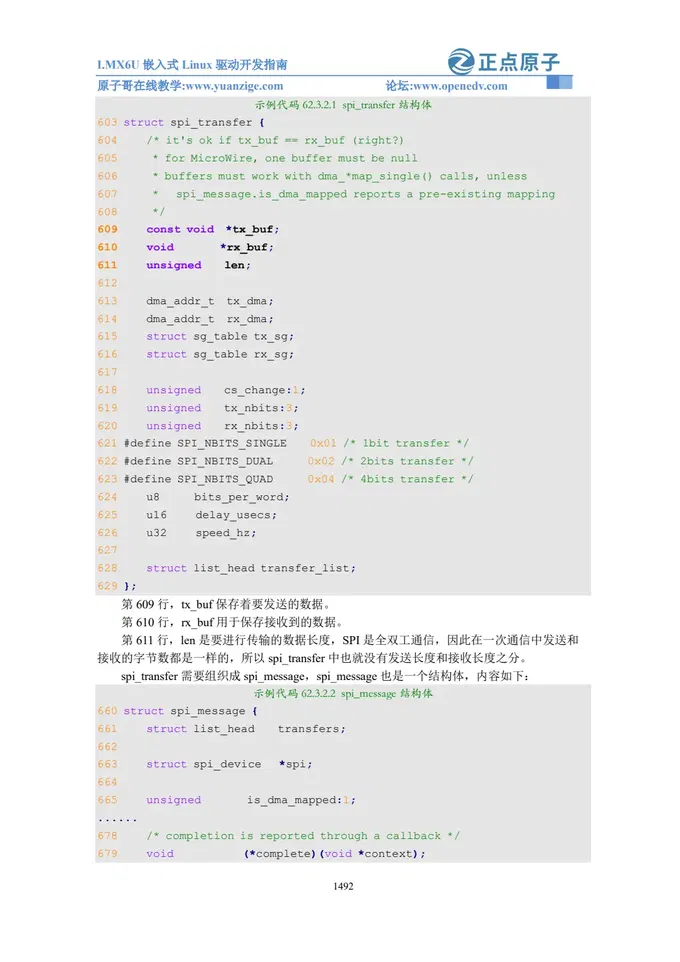 I.MX6U 嵌入式 Linux 驱动开发指南
正点原子
原子哥在线教学:www.yuanzige.com 论坛:www.openedv.com
示例代码 62.3.2.1 spi_transfer 结构体
603 struct spi_transfer {
604 /* it's ok if tx_buf == rx_buf (right?)
605 * for MicroWire, one buffer must be null
606 * buffers must work with dma_*map_single() calls, unless
607 * spi_message.is_dma_mapped reports a pre-existing mapping
608 */
609 const void *tx_buf;
610 void *rx_buf;
611 unsigned len;
612
613 dma_addr_t tx_dma;
614 dma_addr_t rx_dma;
615 struct sg_table tx_sg;
616 struct sg_table rx_sg;
617
618 unsigned cs_change:1;
619 unsigned tx_nbits:3;
620 unsigned rx_nbits:3;
621 #define SPI_NBITS_SINGLE 0x01 /* 1bit transfer */
622 #define SPI_NBITS_DUAL 0x02 /* 2bits transfer */
623 #define SPI_NBITS_QUAD 0x04 /* 4bits transfer */
624 u8 bits_per_word;
625 u16 delay_usecs;
626 u32 speed_hz;
627
628 struct list_head transfer_list;
629 };
第 609 行，tx_buf 保存着要发送的数据。
第 610 行，rx_buf 用于保存接收到的数据。
第 611 行，len 是要进行传输的数据长度，SPI 是全双工通信，因此在一次通信中发送和
接收的字节数都是一样的，所以 spi_transfer 中也就没有发送长度和接收长度之分。
spi_transfer 需要组织成 spi_message，spi_message 也是一个结构体，内容如下：
示例代码 62.3.2.2 spi_message 结构体
660 struct spi_message {
661 struct list_head transfers;
662
663 struct spi_device *spi;
664
665 unsigned is_dma_mapped:1;
......
678 /* completion is reported through a callback */
679 void (*complete)(void *context);
1492